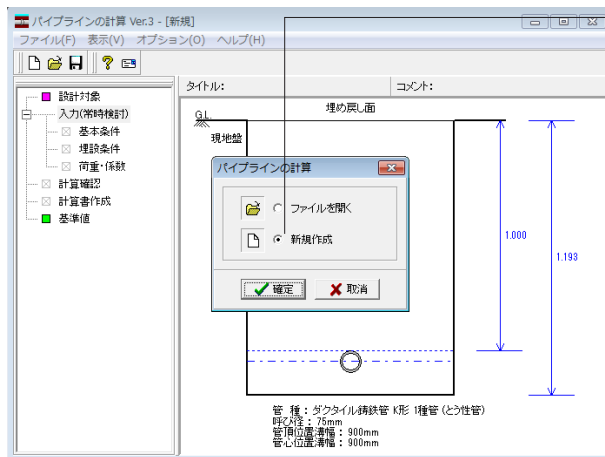 パイプラインの計算 Ver.3 - [新規]
ファイル(F) 表示(V) オプション(O) ヘルプ(H)
タイトル: コメント:
設計対象
入力(常時検討)
基本条件
埋設条件
荷重・係数
計算確認
計算書作成
基準値
G.L.
埋め戻し面
現地盤
パイプラインの計算
ファイルを開く
新規作成
確定 取消
1.000
1.193
管 種 : ダクタイル鋳鉄管 K形 1種管 (とう性管)
呼び径 : 75mm
管頂位置溝幅 : 900mm
管心位置溝幅 : 900mm